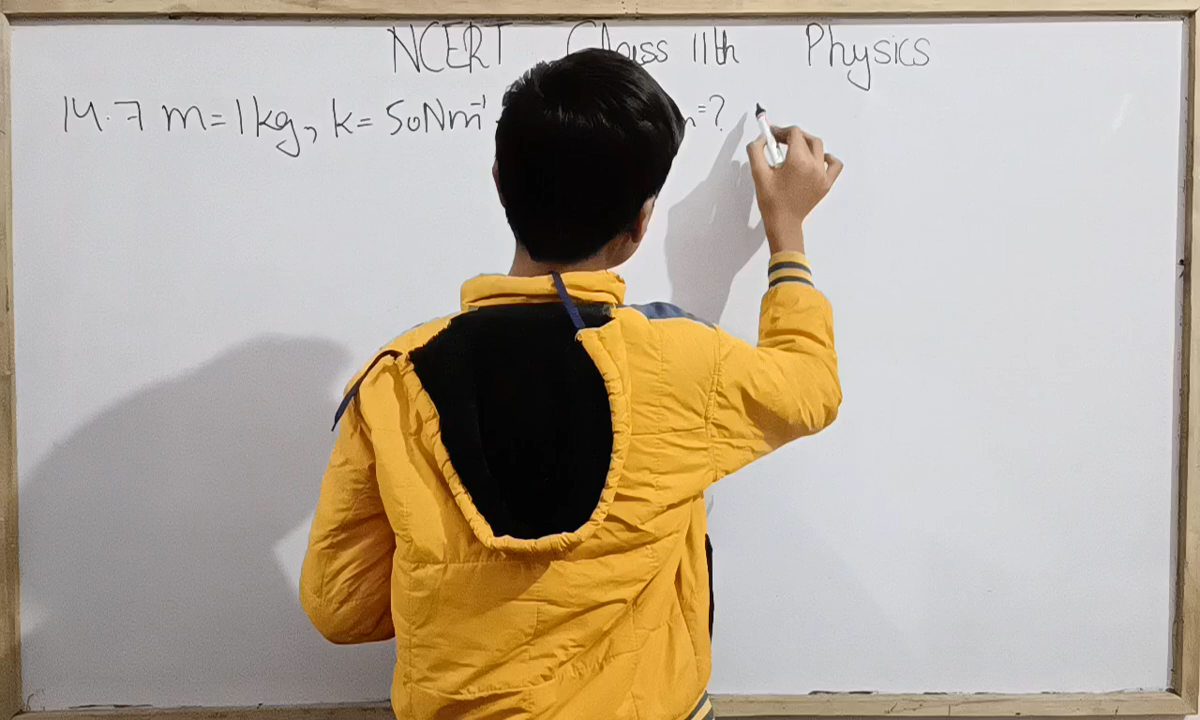 NCERT Class 11th Physics
14.7 m=1kg, k= 50Nm⁻¹ =?